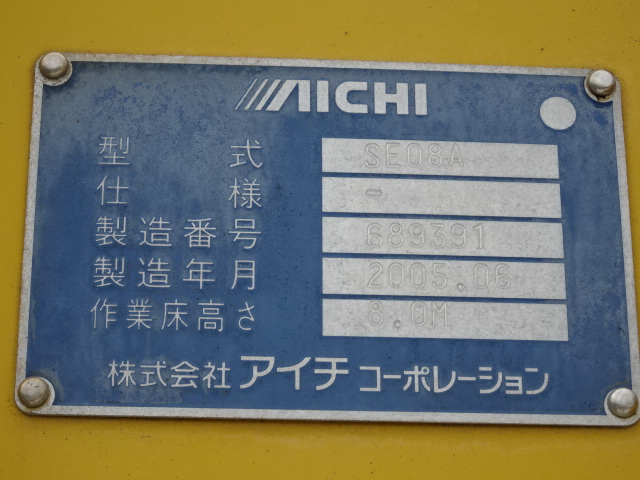 AICHI
型式 SE08A
仕様 -
製造番号 689391
製造年月 2005.06
作業床高さ 8.0M
株式会社 アイチ コーポレーション